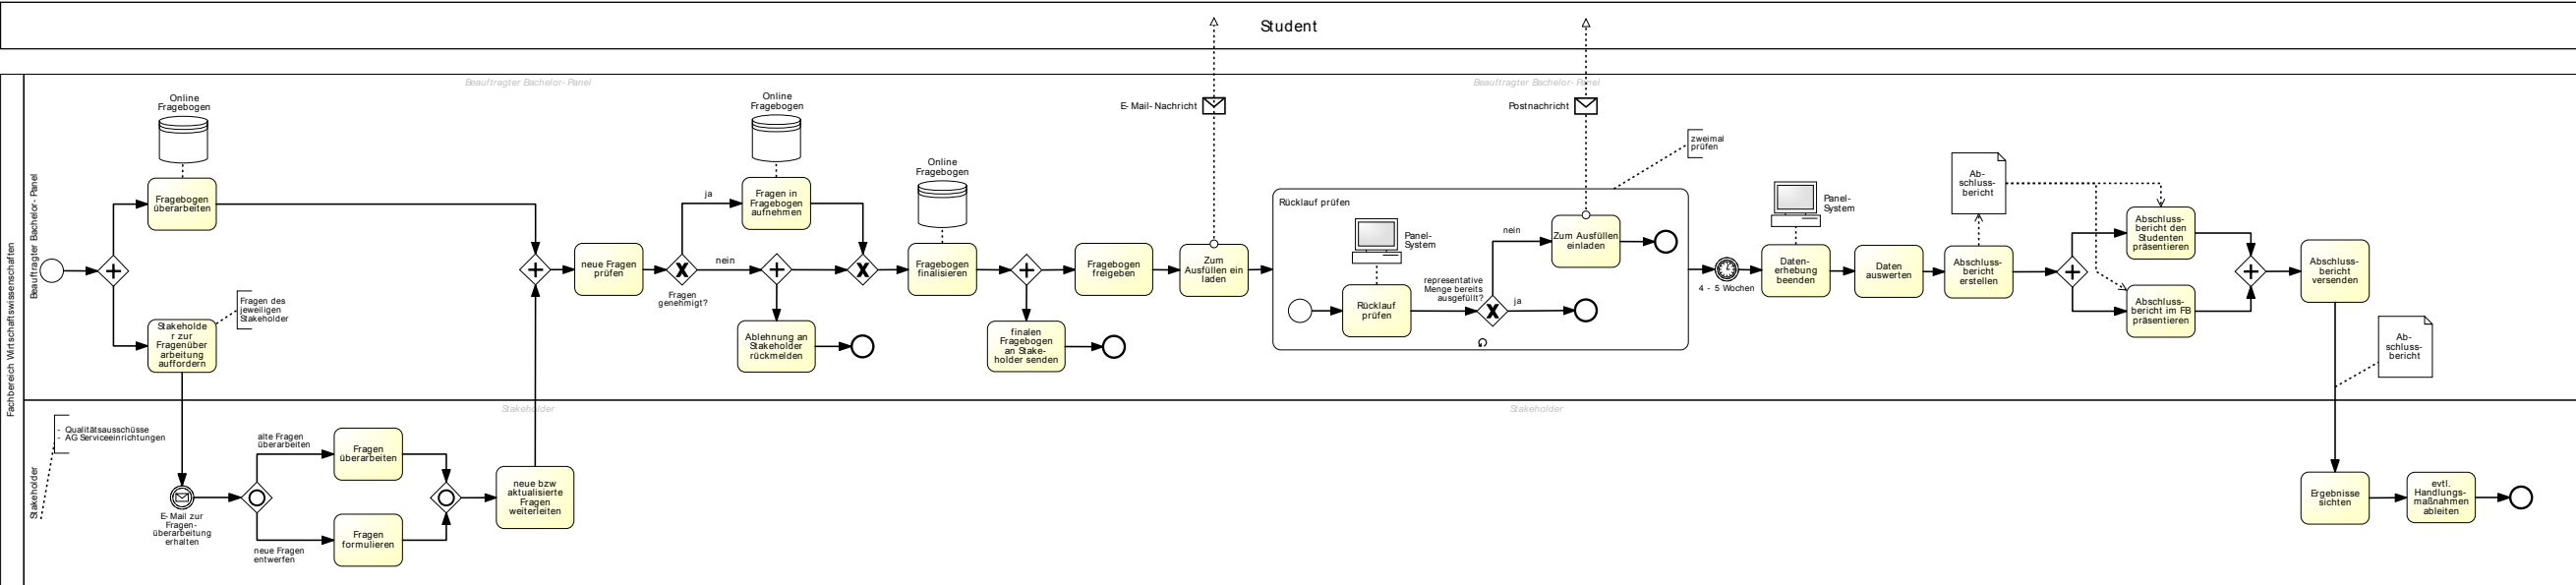 Student
Fachbereich Wirtschaftswissenschaften
Beauftragter Bachelor-Panel
Beauftragter Bachelor-Panel
Beauftragter Bachelor-Panel
Online
Fragebogen
Fragebogen
überarbeiten
Stakeholde
r zur
Fragenüber
arbeitung
auffordern
Fragen des
jeweiligen
Stakeholder
neue Fragen
prüfen
Fragen
genehmigt?
ja
nein
Online
Fragebogen
Fragen in
Fragebogen
aufnehmen
Ablehnung an
Stakeholder
rückmelden
Online
Fragebogen
Fragebogen
finalisieren
finalen
Fragebogen
an Stake-
holder senden
Fragebogen
freigeben
E-Mail-Nachricht
Zum
Ausfüllen ein
laden
Rücklauf prüfen
Panel-
System
Rücklauf
prüfen
representative
Menge bereits
ausgefüllt?
nein
ja
Postnachricht
Zum Ausfüllen
einladen
zweimal
prüfen
4 - 5 Wochen
Panel-
System
Daten-
erhebung
beenden
Daten
auswerten
Ab-
schluss-
bericht
Abschluss-
bericht
erstellen
Abschluss-
bericht den
Studenten
präsentieren
Abschluss-
bericht im FB
präsentieren
Abschluss-
bericht
versenden
Ab-
schluss-
bericht
Stakeholder
Stakeholder
Stakeholder
- Qualitätsausschüsse
- AG Serviceeinrichtungen
E-Mail zur
Fragen-
überarbeitung
erhalten
alte Fragen
überarbeiten
neue Fragen
entwerfen
Fragen
überarbeiten
Fragen
formulieren
neue bzw
aktualisierte
Fragen
weiterleiten
Ergebnisse
sichten
evtl.
Handlungs-
maßnahmen
ableiten